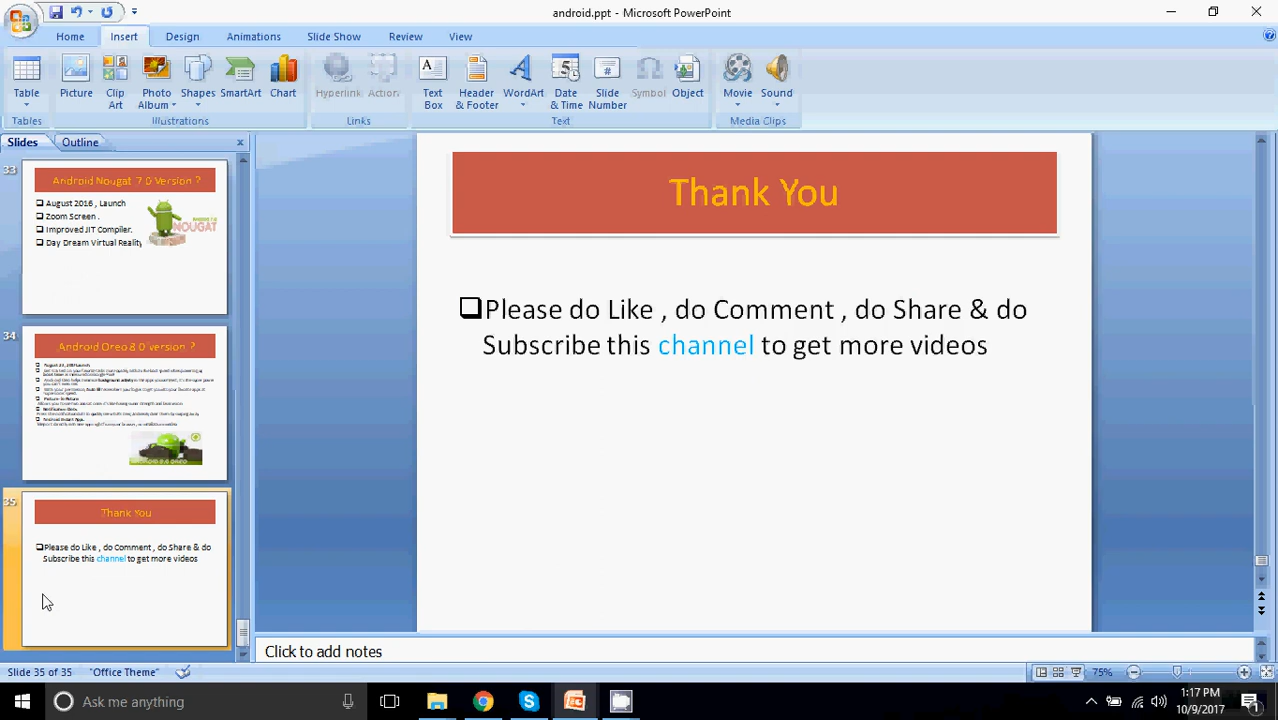 android.ppt - Microsoft PowerPoint
Home Insert Design Animations Slide Show Review View
Table
Picture
Clip Art
Photo Album
Shapes
SmartArt
Chart
Hyperlink
Action
Text Box
Header & Footer
WordArt
Date & Time
Slide Number
Symbol
Object
Movie
Sound
Tables Illustrations Links Text Media Clips
Slides Outline
33
Android Nougat 7.0 Version ?
August 2016 , Launch
Zoom Screen .
Improved JIT Compiler.
Day Dream Virtual Reality
NOUGAT
34
Android Oreo 8.0 version ?
35
Thank You
Please do Like , do Comment , do Share & do
Subscribe this channel to get more videos
Thank You
Please do Like , do Comment , do Share & do
Subscribe this channel to get more videos
Click to add notes
Slide 35 of 35 "Office Theme" 75%
Ask me anything
1:17 PM
10/9/2017